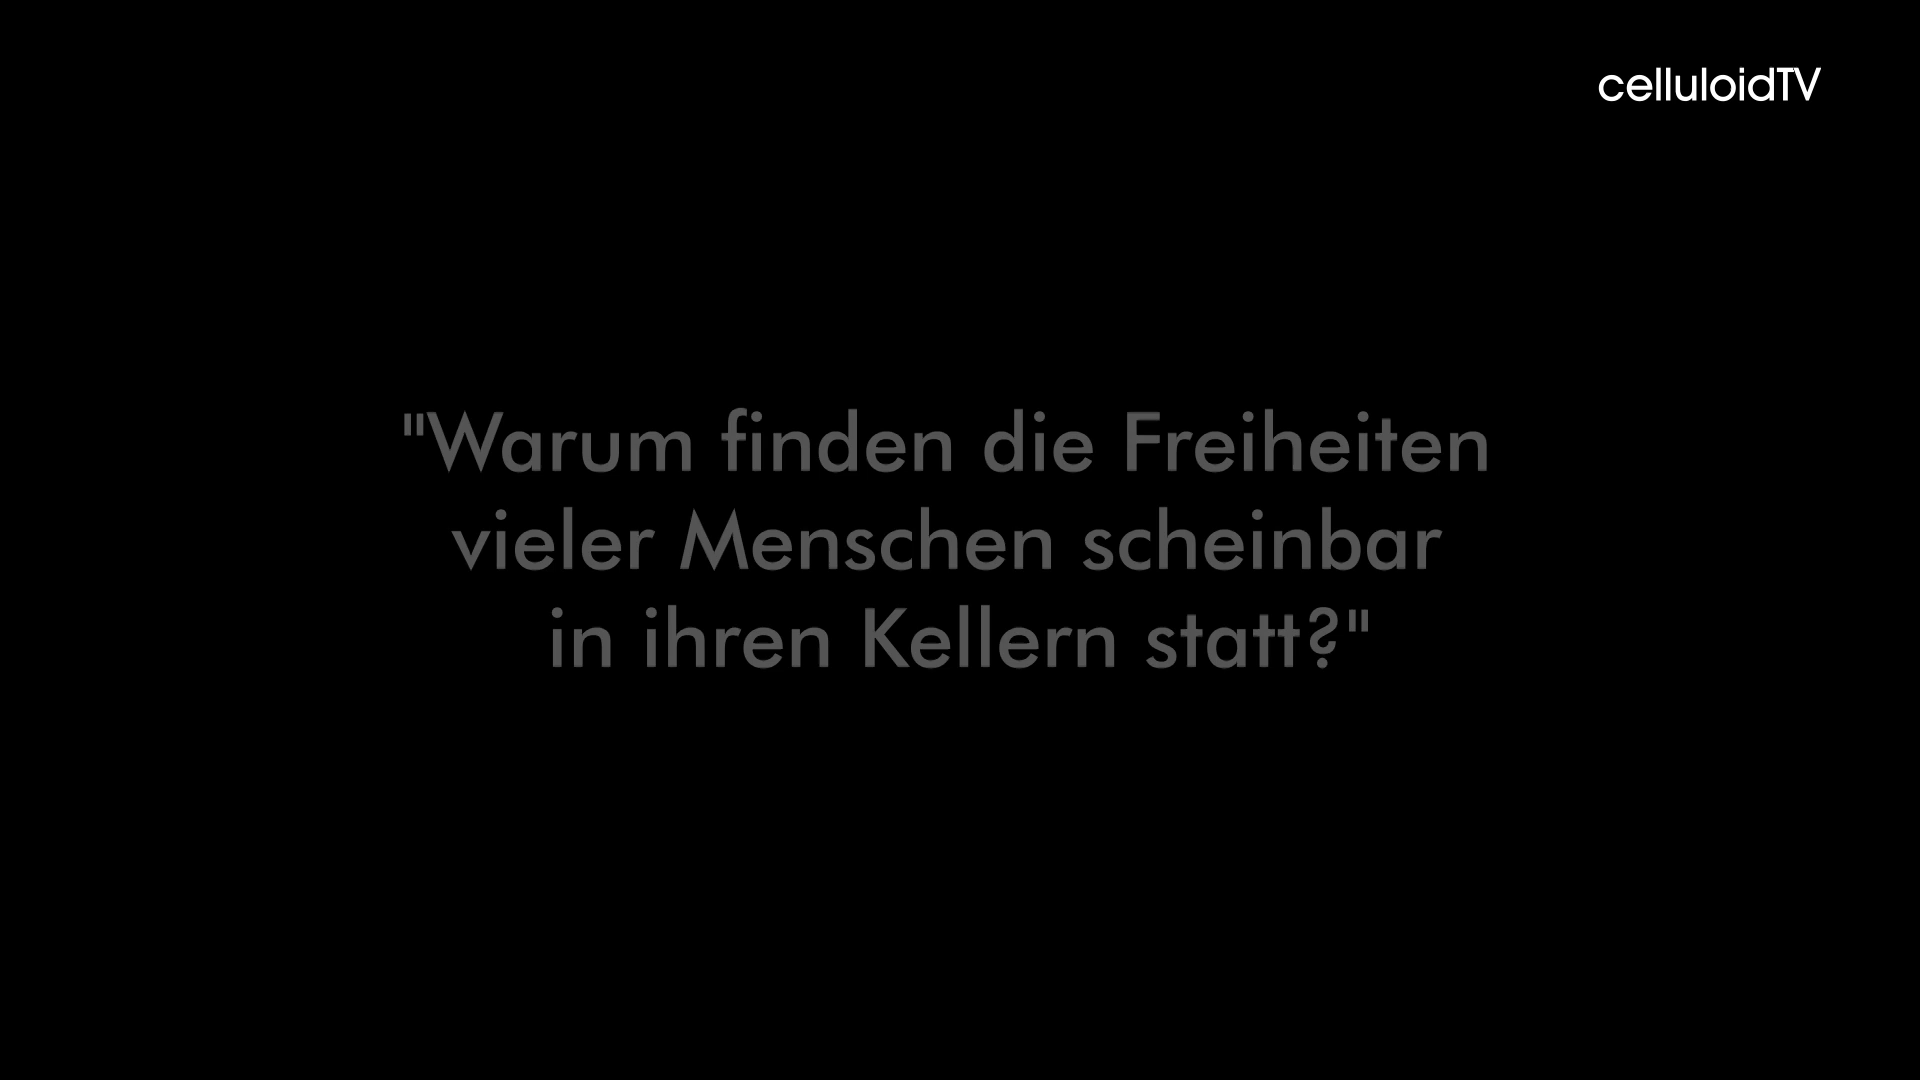 celluloidTV
"Warum finden die Freiheiten
vieler Menschen scheinbar
in ihren Kellern statt?"